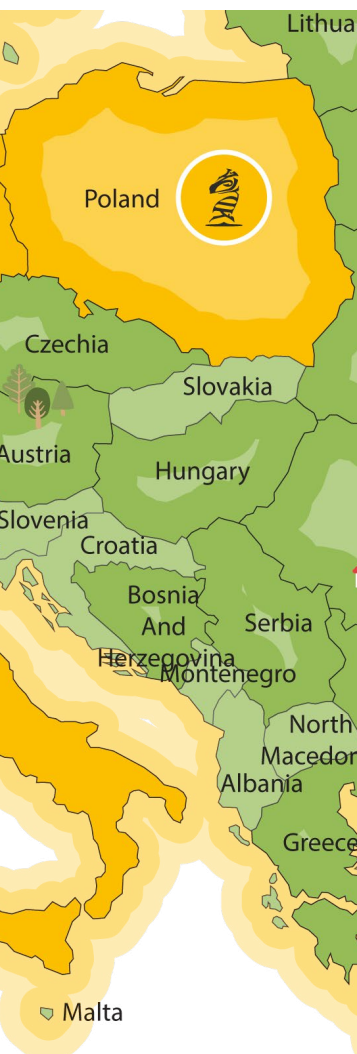 Lithua
Poland
Czechia
Slovakia
Austria
Hungary
Slovenia
Croatia
Bosnia
And
Herzegovina
Serbia
Montenegro
North
Macedon
Albania
Greece
Malta